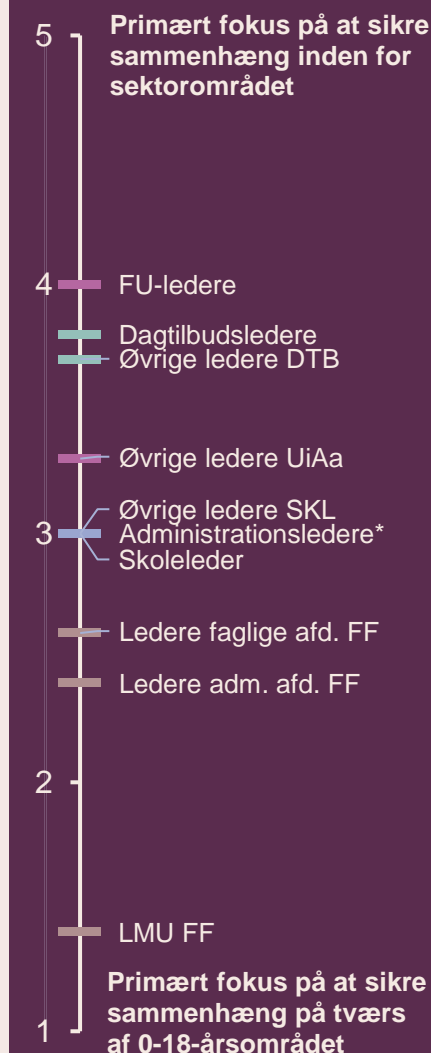 5
Primært fokus på at sikre
sammenhæng inden for
sektorområdet
4
FU-ledere
Dagtilbudsledere
Øvrige ledere DTB
Øvrige ledere UiAa
Øvrige ledere SKL
3
Administrationsledere*
Skoleleder
Ledere faglige afd. FF
Ledere adm. afd. FF
2
LMU FF
Primært fokus på at sikre
sammenhæng på tværs
1
af 0-18-årsområdet